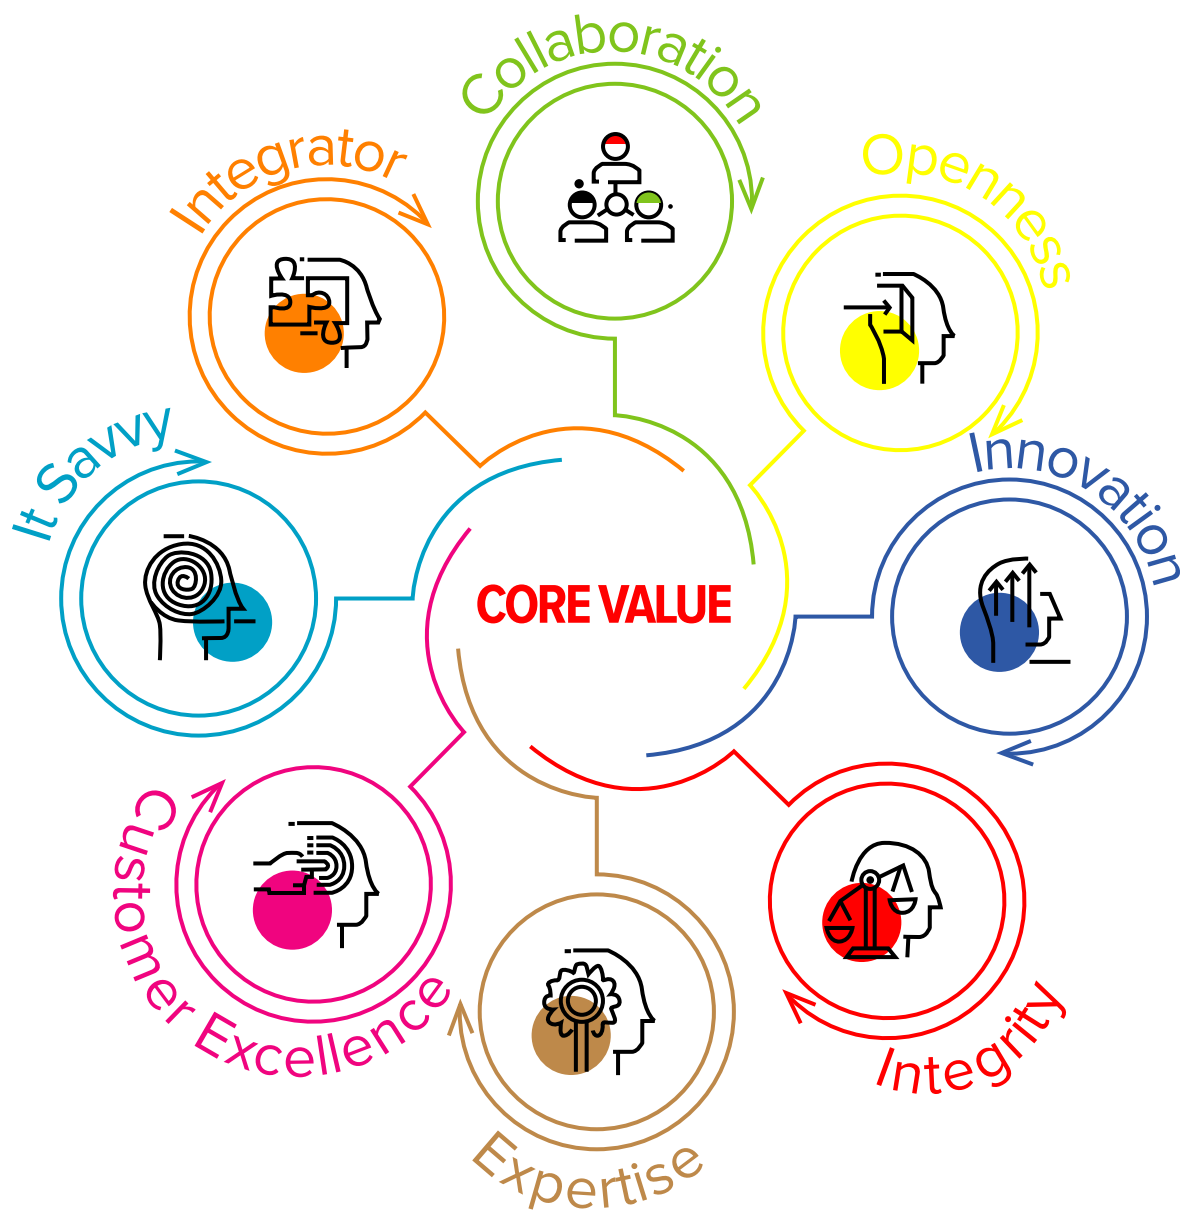 Collaboration
Openness
Innovation
Integrity
Expertise
Customer Excellence
It Savvy
Integrator
CORE VALUE